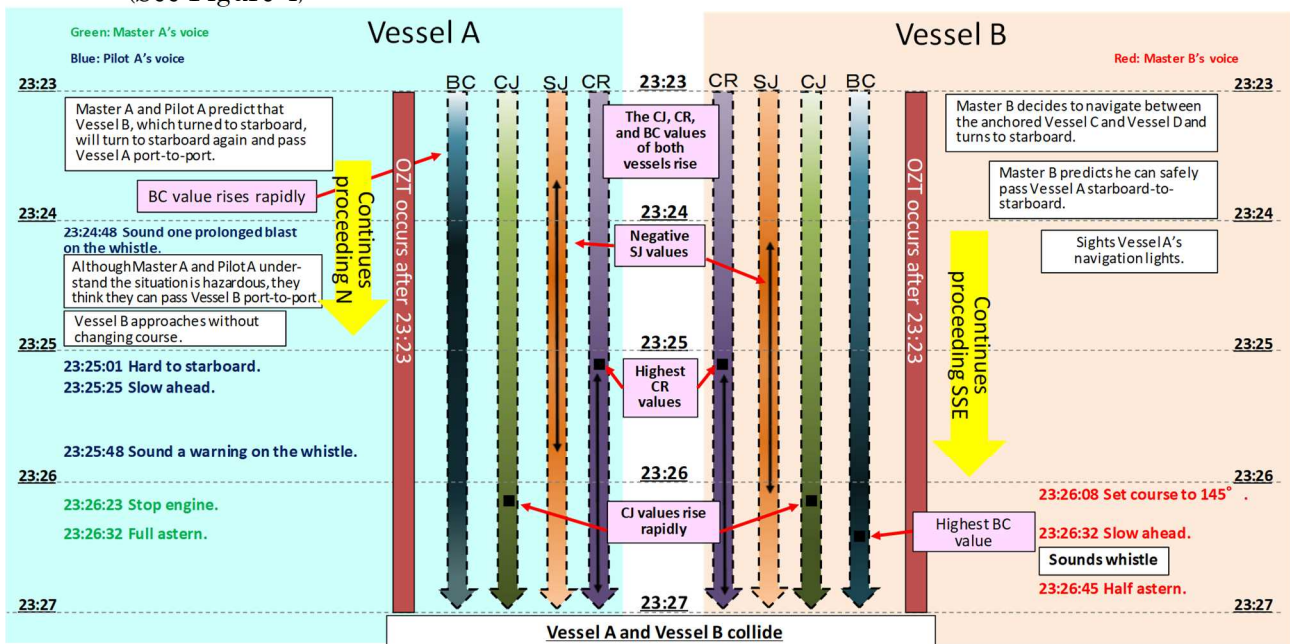 (See Figure 4)
Green: Master A's voice
Blue: Pilot A's voice
Vessel A
Vessel B
Red: Master B's voice
BC CJ SJ CR
CR SJ CJ BC
23:23
23:23
23:23
Master A and Pilot A predict that
Vessel B, which turned to starboard,
will turn to starboard again and pass
Vessel A port-to-port.
BC value rises rapidly
Continues
proceeding N
OZT occurs after 23:23
The CJ, CR,
and BC values
of both
vessels rise
Master B decides to navigate between
the anchored Vessel C and Vessel D and
turns to starboard.
Master B predicts he can safely
pass Vessel A starboard-to-
starboard.
23:24
23:24
23:24
23:24:48 Sound one prolonged blast
on the whistle.
Although Master A and Pilot A under-
stand the situation is hazardous, they
think they can pass Vessel B port-to-port.
Vessel B approaches without
changing course.
Negative
SJ values
OZT occurs after 23:23
Continues
proceeding SSE
Sights Vessel A's
navigation lights.
23:25
23:25
23:25
23:25:01 Hard to starboard.
23:25:25 Slow ahead.
Highest
CR
values
23:25:48 Sound a warning on the whistle.
23:26
23:26
23:26
23:26:23 Stop engine.
23:26:32 Full astern.
CJ values rise
rapidly
Highest BC
value
23:26:08 Set course to 145°.
23:26:32 Slow ahead.
Sounds whistle
23:26:45 Half astern.
23:27
23:27
23:27
Vessel A and Vessel B collide